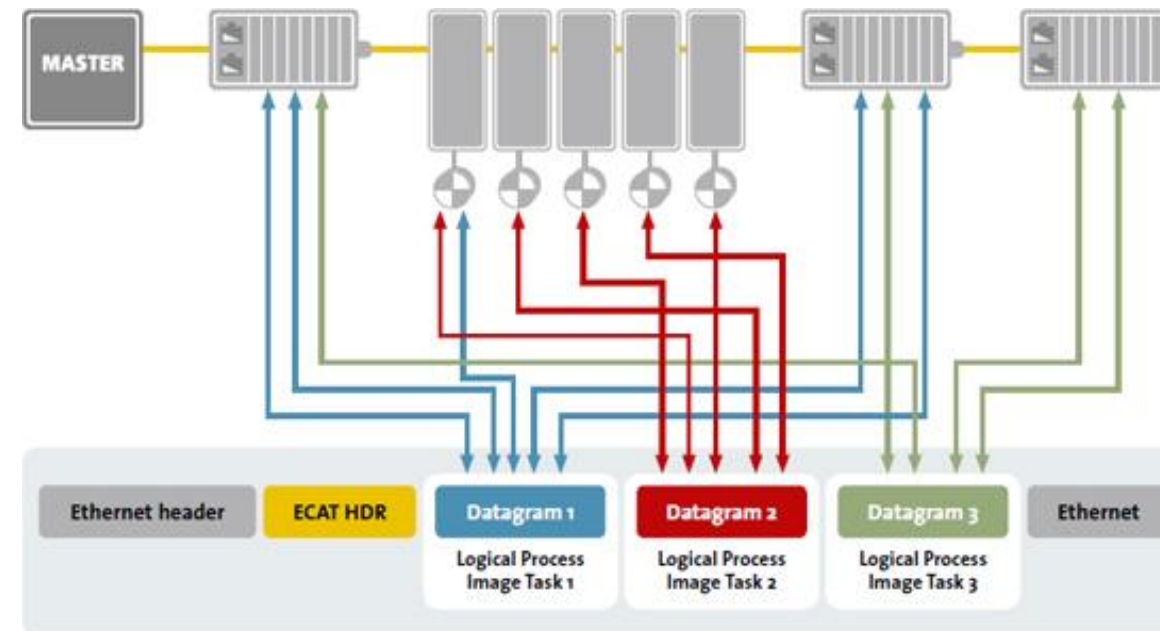 MASTER
Ethernet header
ECAT HDR
Datagram 1
Datagram 2
Datagram 3
Ethernet
Logical Process
Image Task 1
Logical Process
Image Task 2
Logical Process
Image Task 3